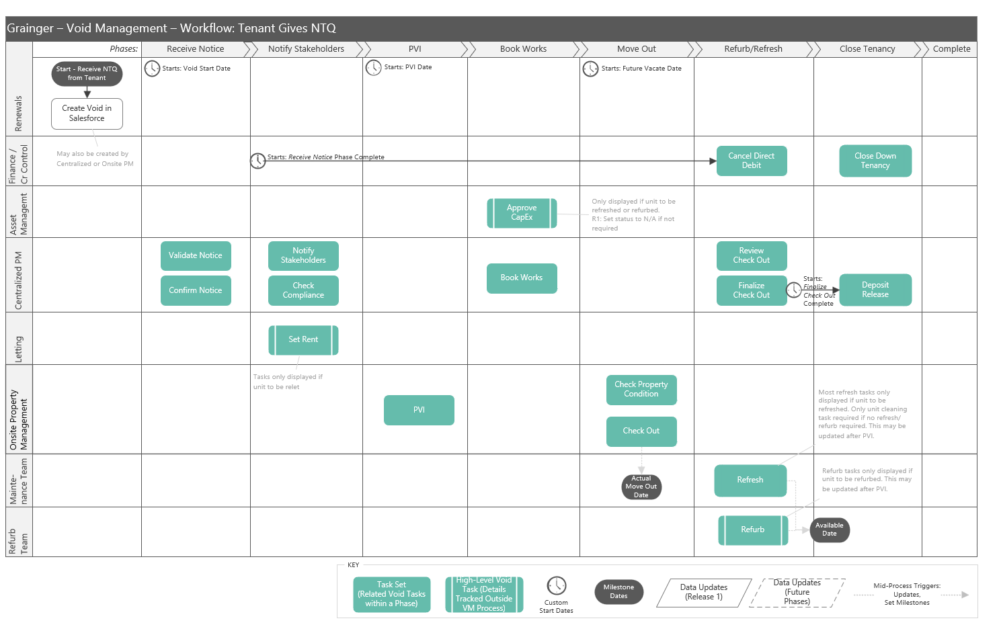 Grainger – Void Management – Workflow: Tenant Gives NTQ
Phases:
Receive Notice
Notify Stakeholders
PVI
Book Works
Move Out
Refurb/Refresh
Close Tenancy
Complete
Renewals
Start - Receive NTQ
from Tenant
Create Void in
Salesforce
Starts: Void Start Date
Starts: PVI Date
Starts: Future Vacate Date
May also be created by
Centralized or Onsite PM
Finance /
Cr Control
Starts: Receive Notice Phase Complete
Cancel Direct
Debit
Close Down
Tenancy
Asset
Managemt
Approve
CapEx
Only displayed if unit to be
refreshed or refurbed.
R1: Set status to N/A if not
required
Centralized PM
Validate Notice
Confirm Notice
Notify
Stakeholders
Check
Compliance
Book Works
Review
Check Out
Finalize
Check Out
Starts:
Finalize
Check Out
Complete
Deposit
Release
Letting
Set Rent
Tasks only displayed if
unit to be relet
Onsite Property
Management
PVI
Check Property
Condition
Check Out
Most refresh tasks only
displayed if unit to be
refreshed. Only unit cleaning
task required if no refresh/
refurb required. This may be
updated after PVI.
Mainte-
nance Team
Actual
Move Out
Date
Refresh
Refurb tasks only displayed if
unit to be refurbed. This may
be updated after PVI.
Refurb
Team
Refurb
Available
Date
KEY
Task Set
(Related Void Tasks
within a Phase)
High-Level Void
Task (Details
Tracked Outside
VM Process)
Custom
Start Dates
Milestone
Dates
Data Updates
(Release 1)
Data Updates
(Future
Phases)
Mid-Process Triggers:
Updates,
Set Milestones